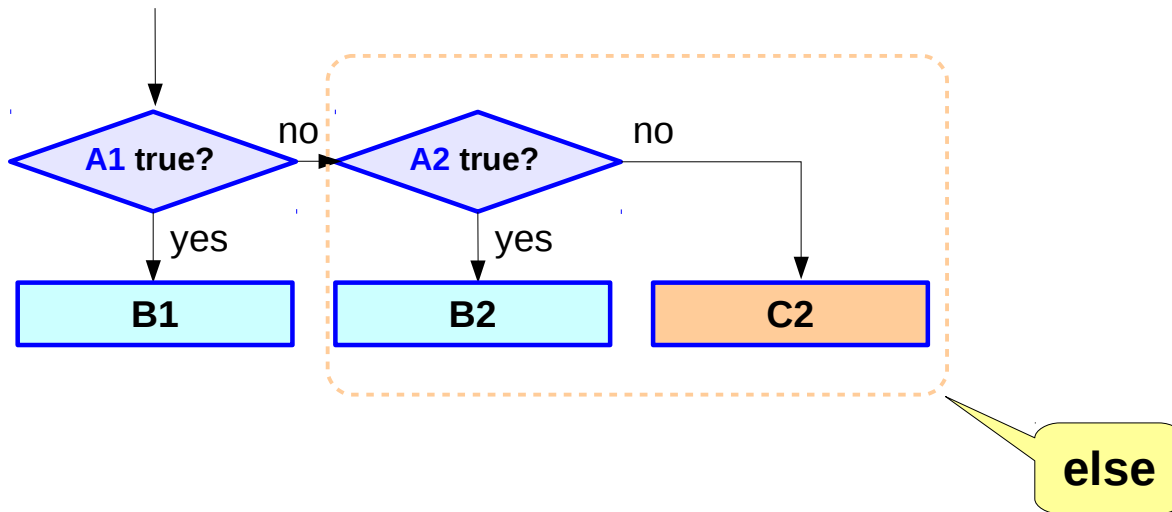 no
no
A1 true?
A2 true?
yes
yes
B1
B2
C2
else